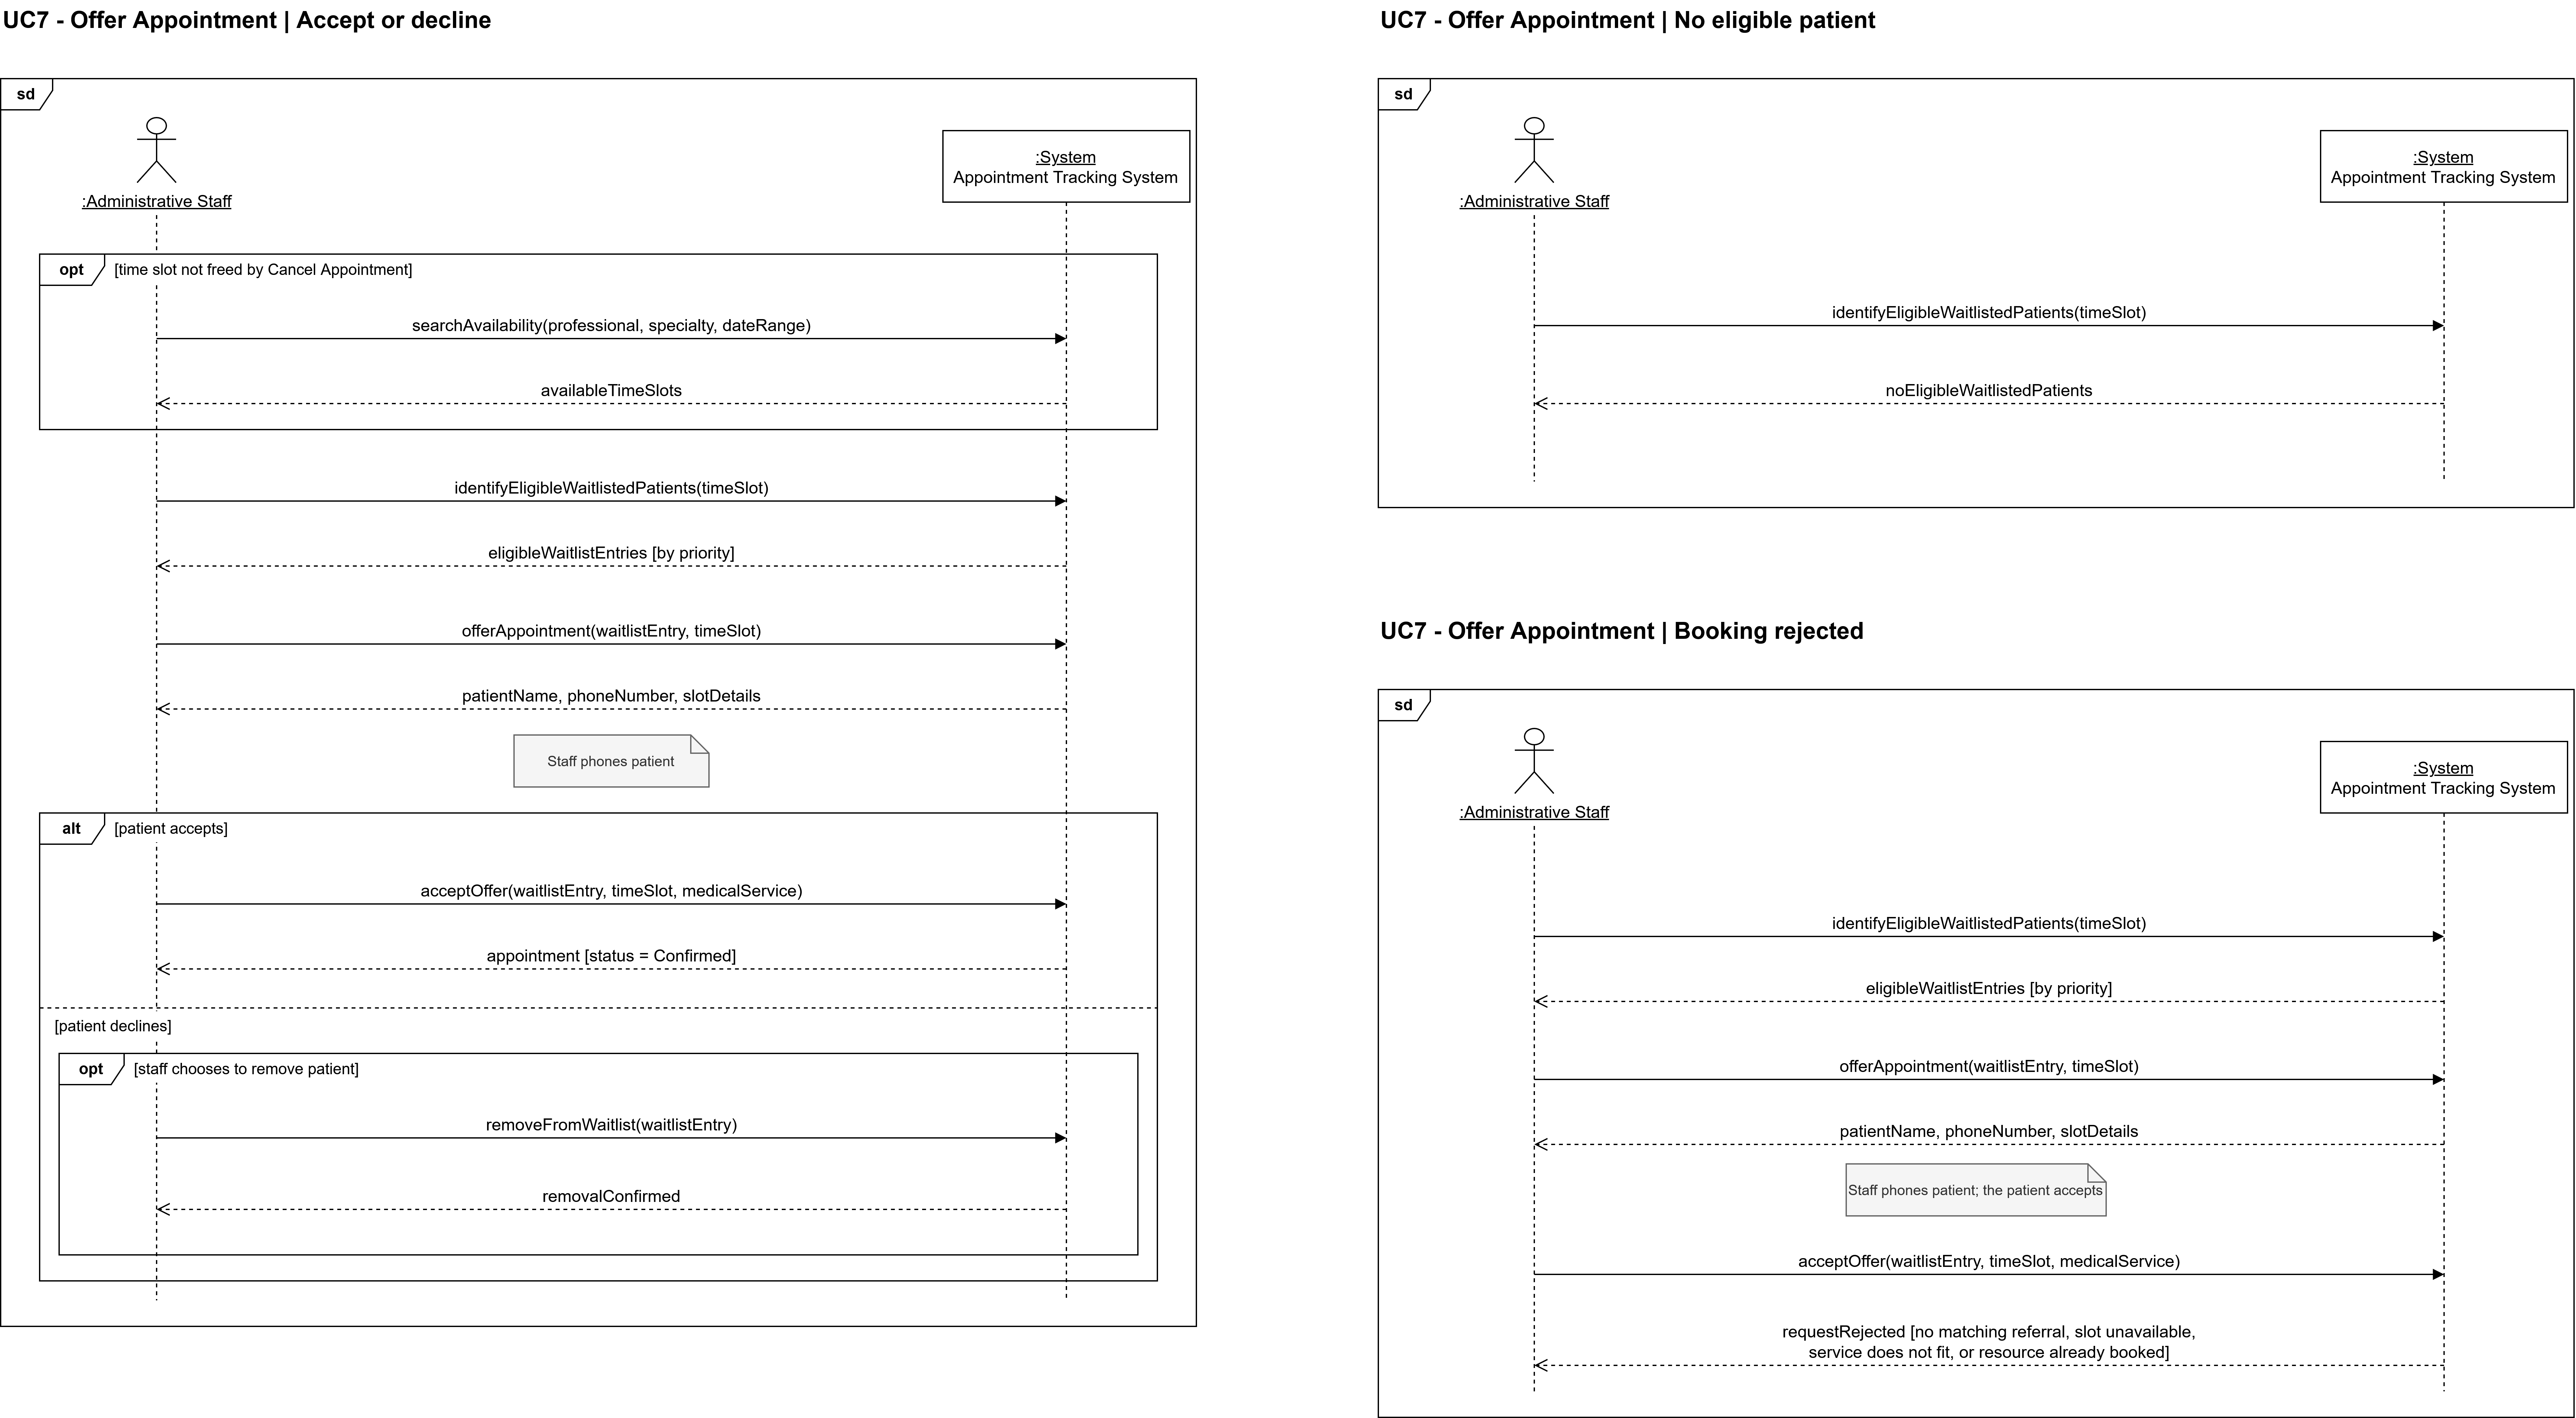 UC7 - Offer Appointment | Accept or decline
sd
:Administrative Staff
:System
Appointment Tracking System
opt
[time slot not freed by Cancel Appointment]
searchAvailability(professional, specialty, dateRange)
availableTimeSlots
identifyEligibleWaitlistedPatients(timeSlot)
eligibleWaitlistEntries [by priority]
offerAppointment(waitlistEntry, timeSlot)
patientName, phoneNumber, slotDetails
Staff phones patient
alt
[patient accepts]
acceptOffer(waitlistEntry, timeSlot, medicalService)
appointment [status = Confirmed]
[patient declines]
opt
[staff chooses to remove patient]
removeFromWaitlist(waitlistEntry)
removalConfirmed
UC7 - Offer Appointment | No eligible patient
sd
:Administrative Staff
:System
Appointment Tracking System
identifyEligibleWaitlistedPatients(timeSlot)
noEligibleWaitlistedPatients
UC7 - Offer Appointment | Booking rejected
sd
:Administrative Staff
:System
Appointment Tracking System
identifyEligibleWaitlistedPatients(timeSlot)
eligibleWaitlistEntries [by priority]
offerAppointment(waitlistEntry, timeSlot)
patientName, phoneNumber, slotDetails
Staff phones patient; the patient accepts
acceptOffer(waitlistEntry, timeSlot, medicalService)
requestRejected [no matching referral, slot unavailable,
service does not fit, or resource already booked]